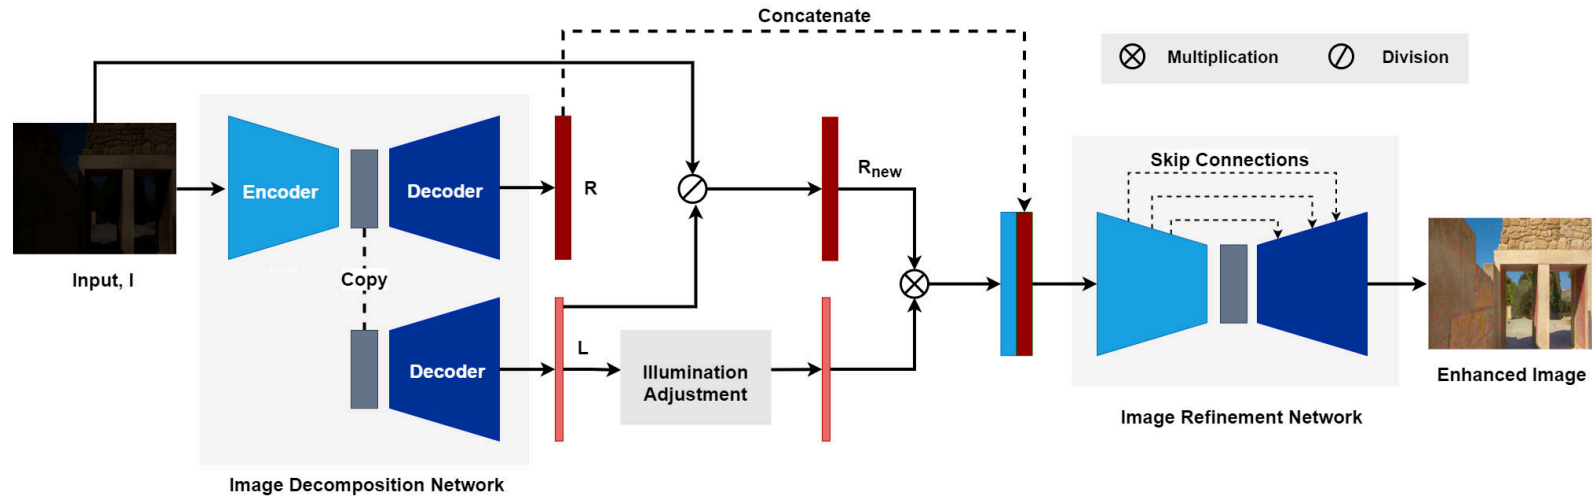 Concatenate
Multiplication
Division
Encoder
Decoder
R
R_new
Skip Connections
Input, I
Copy
Decoder
L
Illumination
Adjustment
Enhanced Image
Image Refinement Network
Image Decomposition Network